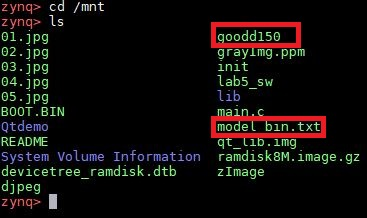 zynq> cd /mnt
zynq> ls
01.jpg goodd150
02.jpg grayImg.ppm
03.jpg init
04.jpg lab5_sw
05.jpg lib
BOOT.BIN main.c
Qtdemo model_bin.txt
README qt_lib.img
System Volume Information ramdisk8M.image.gz
devicetree_ramdisk.dtb zImage
djpeg
zynq>